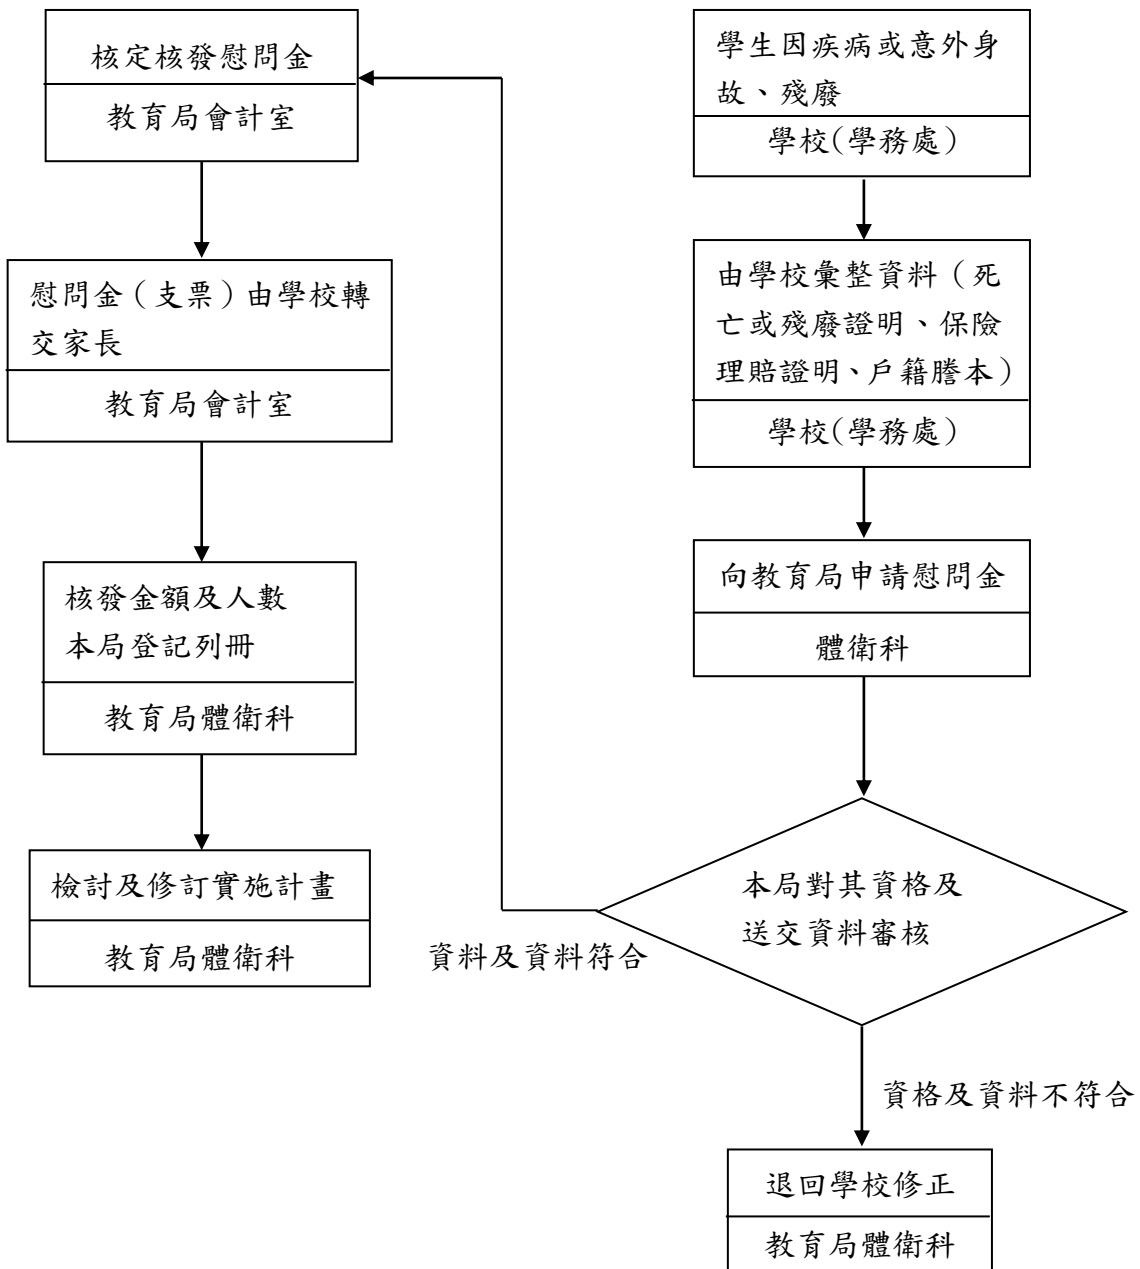 學生因疾病或意外身
故、殘廢
學校(學務處)
由學校彙整資料（死
亡或殘廢證明、保險
理賠證明、戶籍謄本）
學校(學務處)
向教育局申請慰問金
體衛科
本局對其資格及
送交資料審核
資格及資料不符合
退回學校修正
教育局體衛科
資料及資料符合
核定核發慰問金
教育局會計室
慰問金（支票）由學校轉
交家長
教育局會計室
核發金額及人數
本局登記列冊
教育局體衛科
檢討及修訂實施計畫
教育局體衛科